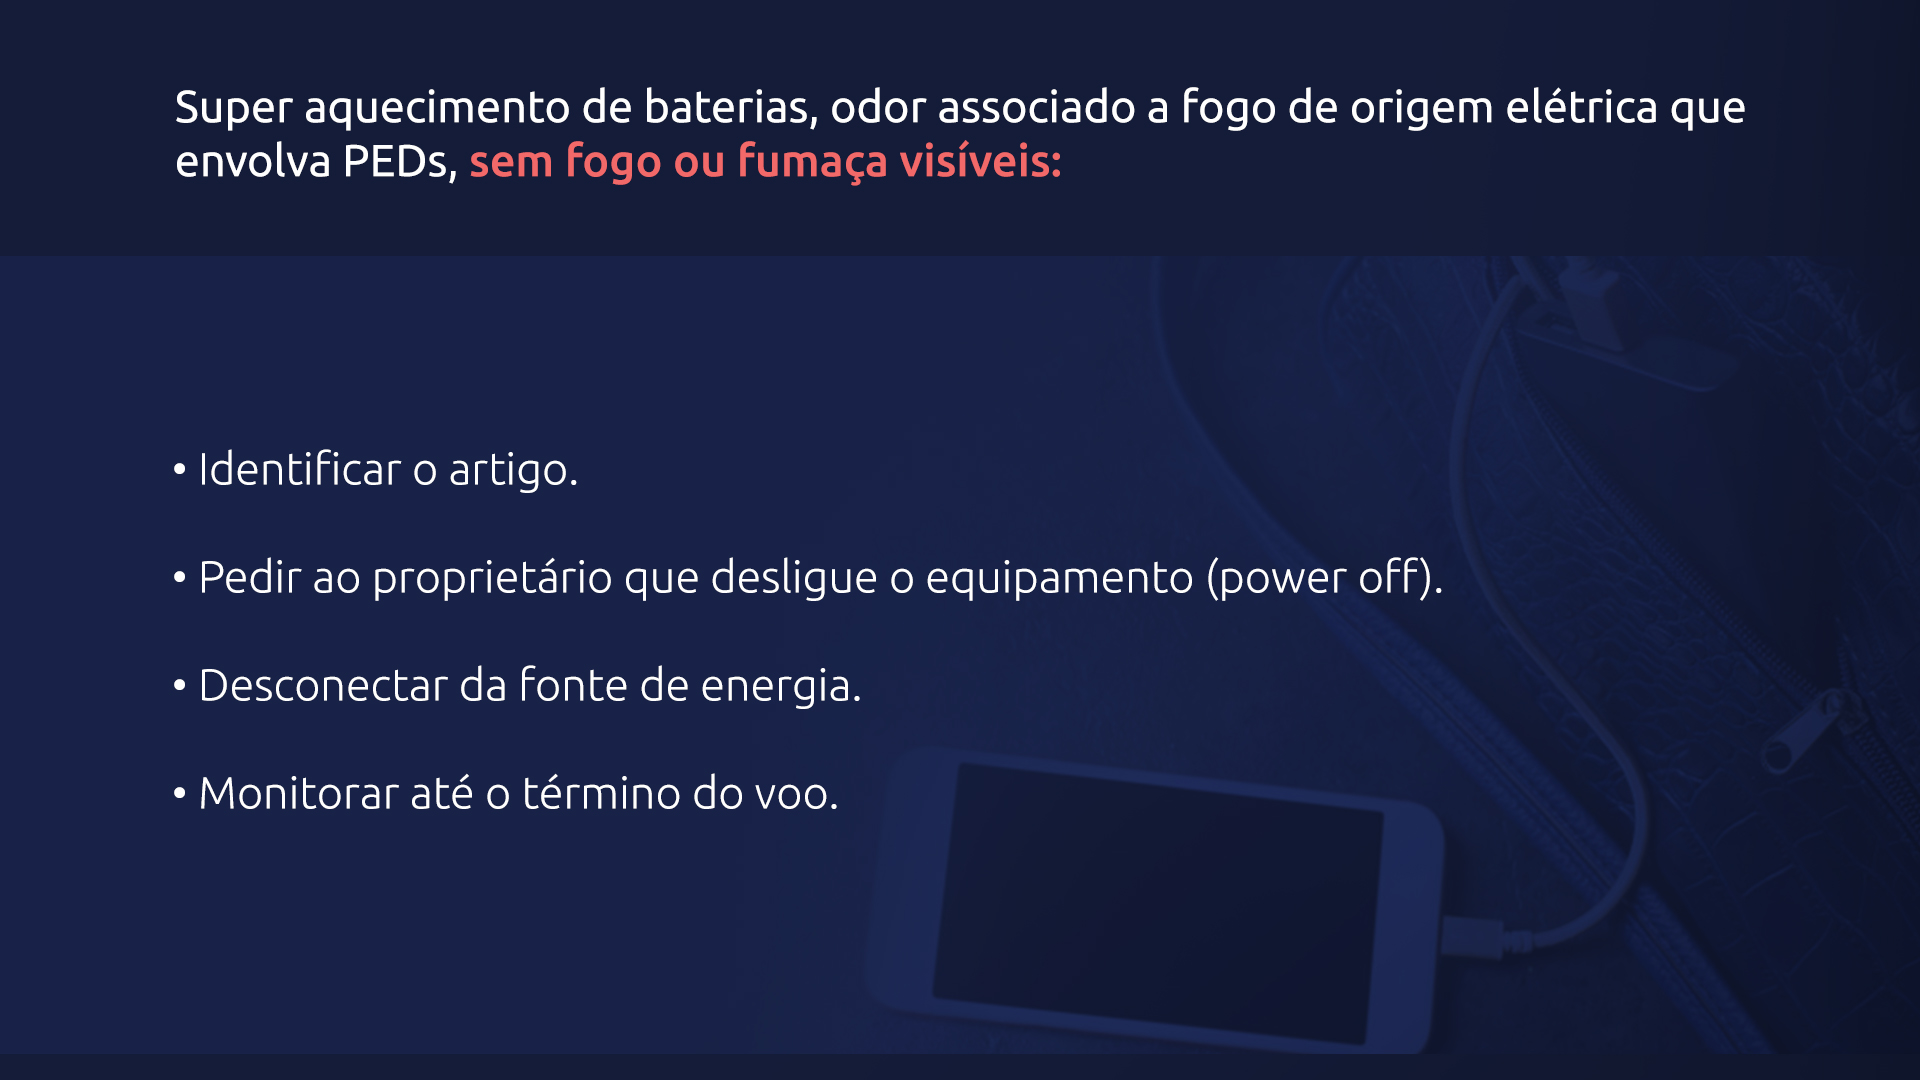 Super aquecimento de baterias, odor associado a fogo de origem elétrica que
envolva PEDs, sem fogo ou fumaça visíveis:
• Identificar o artigo.
• Pedir ao proprietário que desligue o equipamento (power off).
• Desconectar da fonte de energia.
• Monitorar até o término do voo.